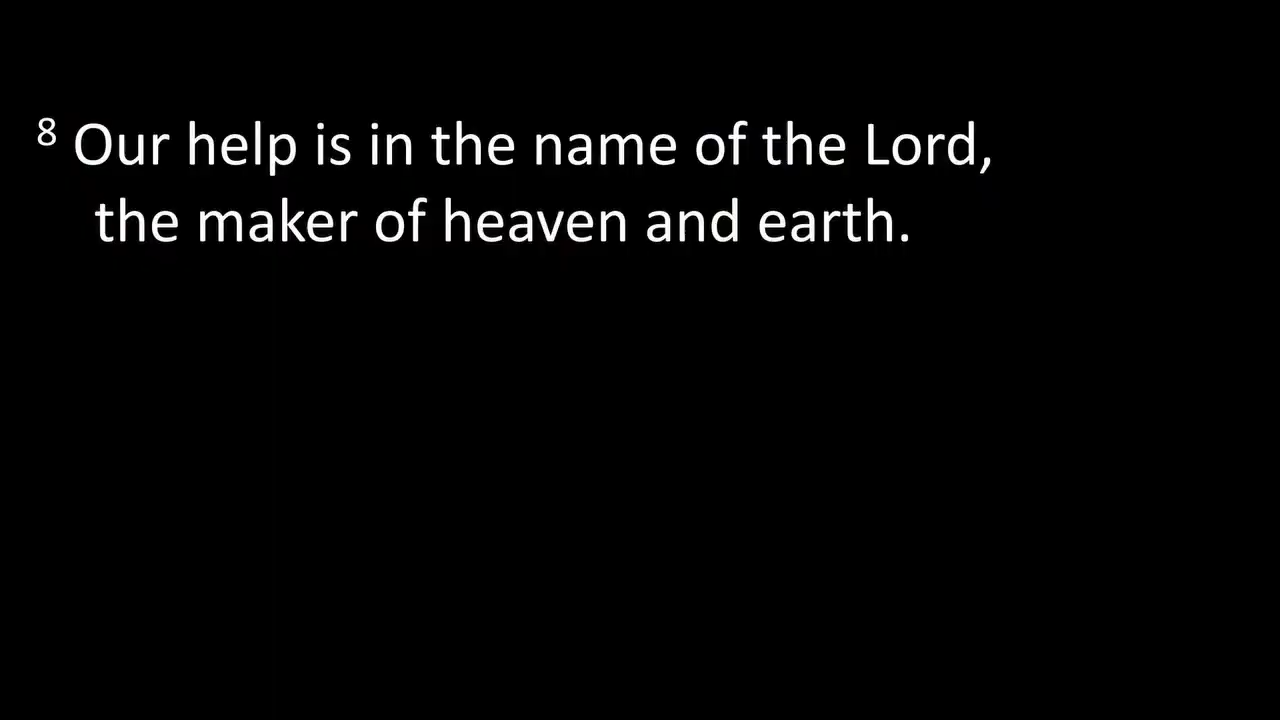 8 Our help is in the name of the Lord,
the maker of heaven and earth.